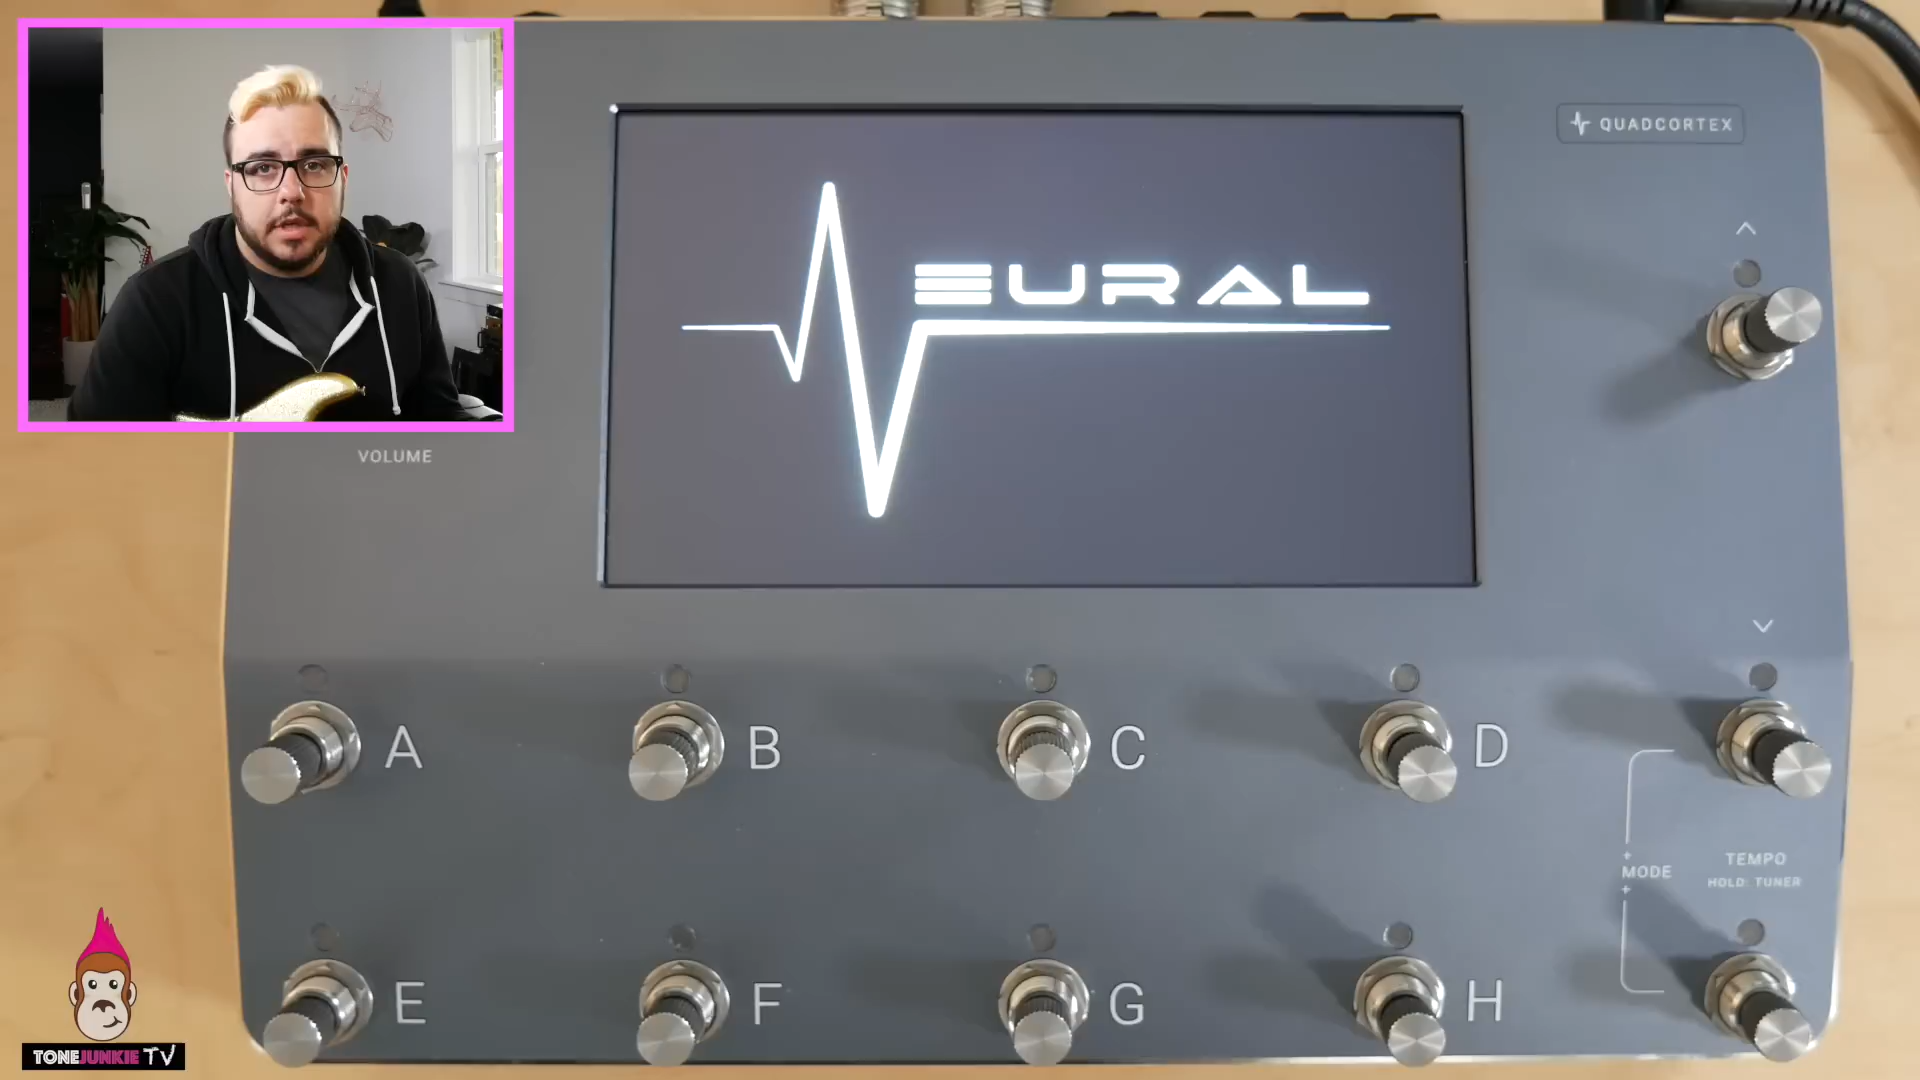 QUADCORTEX
EURAL
VOLUME
A
B
C
D
TEMPO
MODE
HOLD: TUNER
E
F
G
H
TONEJUNKIE TV